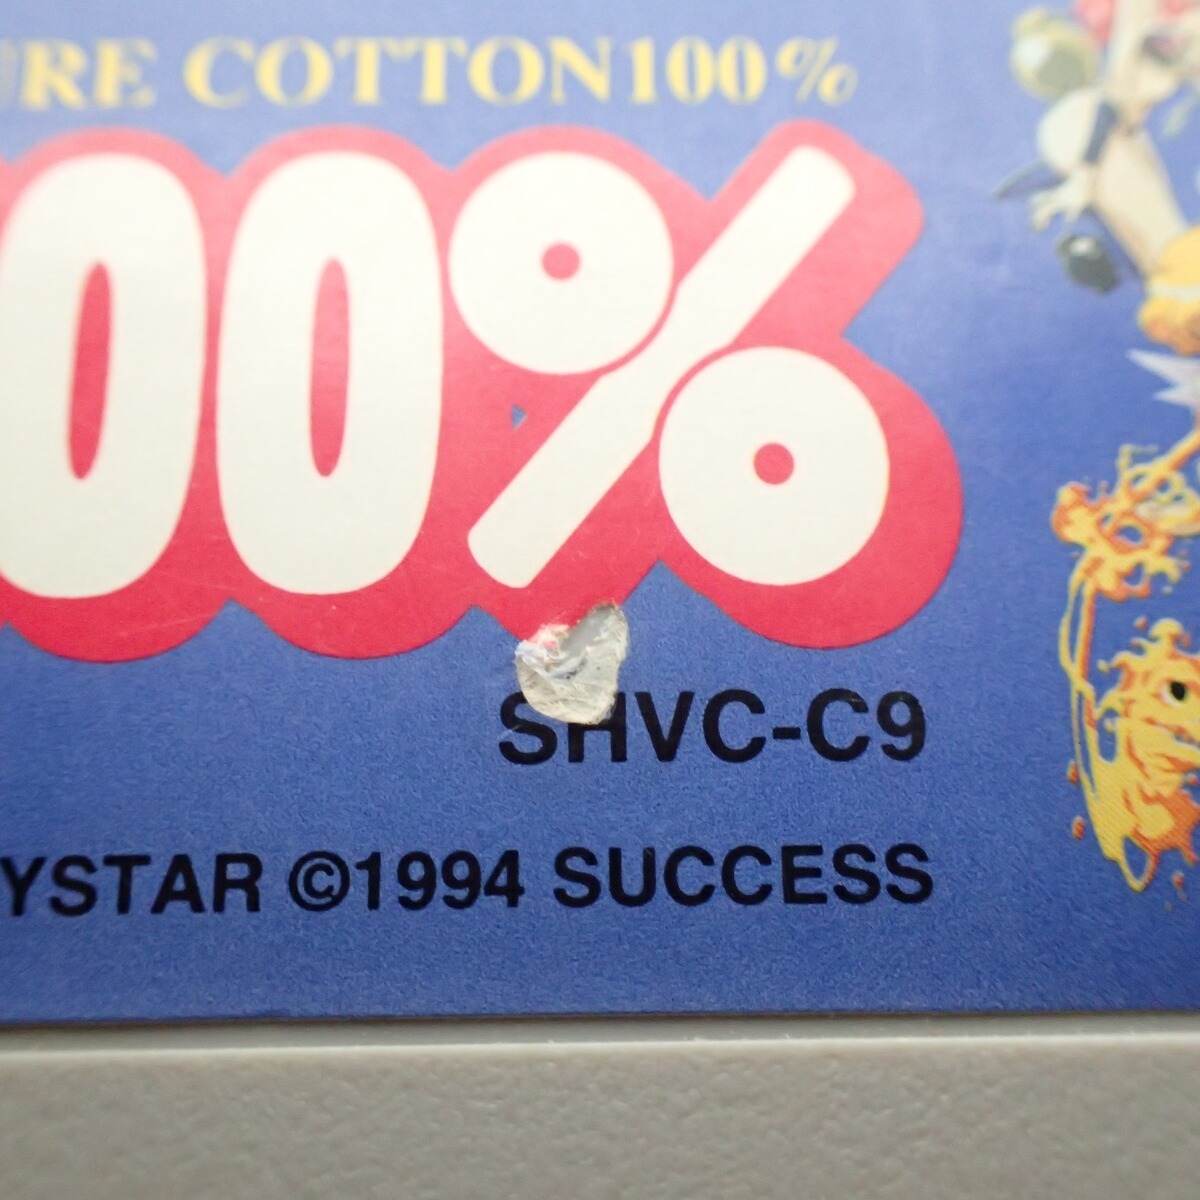 URE COTTON100%
00%
SHVC-C9
YSTAR ©1994 SUCCESS